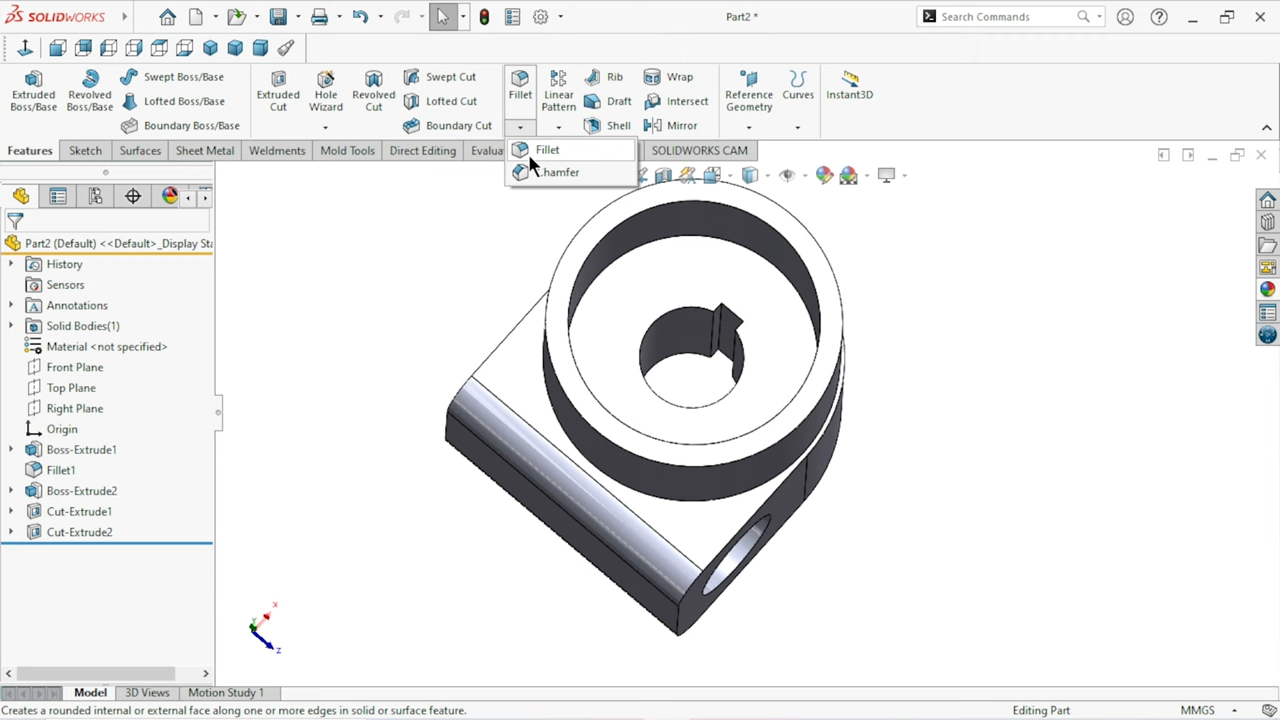 SOLIDWORKS
Part2 *
Search Commands
Extruded Boss/Base
Revolved Boss/Base
Swept Boss/Base
Lofted Boss/Base
Boundary Boss/Base
Extruded Cut
Hole Wizard
Revolved Cut
Swept Cut
Lofted Cut
Boundary Cut
Fillet
Linear Pattern
Rib
Draft
Shell
Wrap
Intersect
Mirror
Reference Geometry
Curves
Instant3D
Features
Sketch
Surfaces
Sheet Metal
Weldments
Mold Tools
Direct Editing
Evalua
SOLIDWORKS CAM
Fillet
hamfer
Part2 (Default) <<Default>_Display Sta
History
Sensors
Annotations
Solid Bodies(1)
Material <not specified>
Front Plane
Top Plane
Right Plane
Origin
Boss-Extrude1
Fillet1
Boss-Extrude2
Cut-Extrude1
Cut-Extrude2
X
Y
Z
Model
3D Views
Motion Study 1
Creates a rounded internal or external face along one or more edges in solid or surface feature.
Editing Part
MMGS